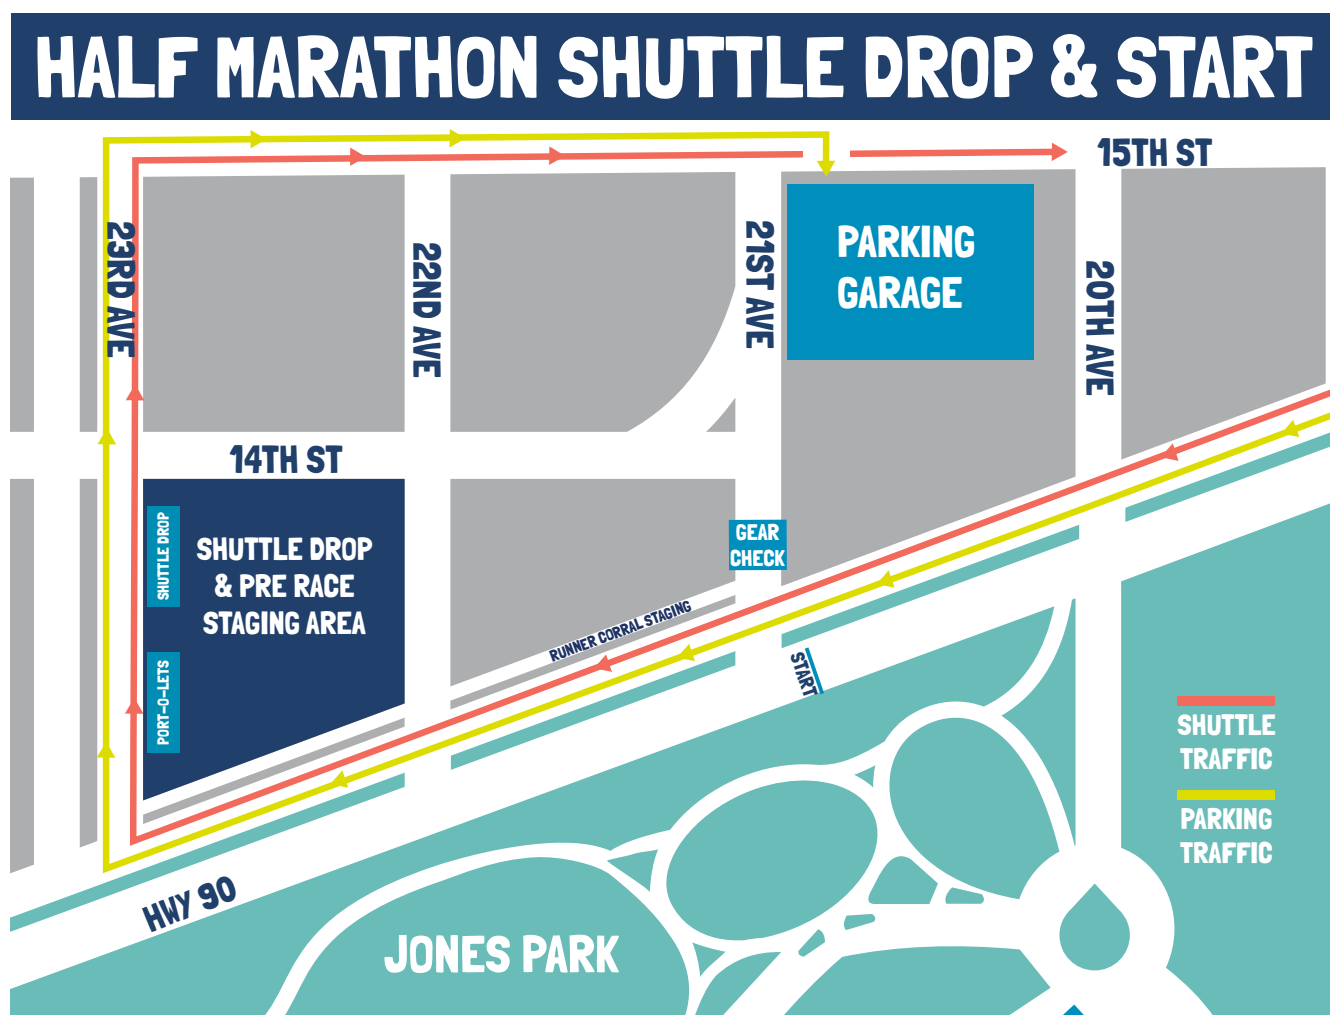 HALF MARATHON SHUTTLE DROP & START
15TH ST
23RD AVE
22ND AVE
21ST AVE
PARKING
GARAGE
20TH AVE
14TH ST
SHUTTLE DROP
SHUTTLE DROP
& PRE RACE
STAGING AREA
PORT-O-LETS
GEAR
CHECK
RUNNER CORRAL STAGING
START
SHUTTLE
TRAFFIC
PARKING
TRAFFIC
HWY 90
JONES PARK